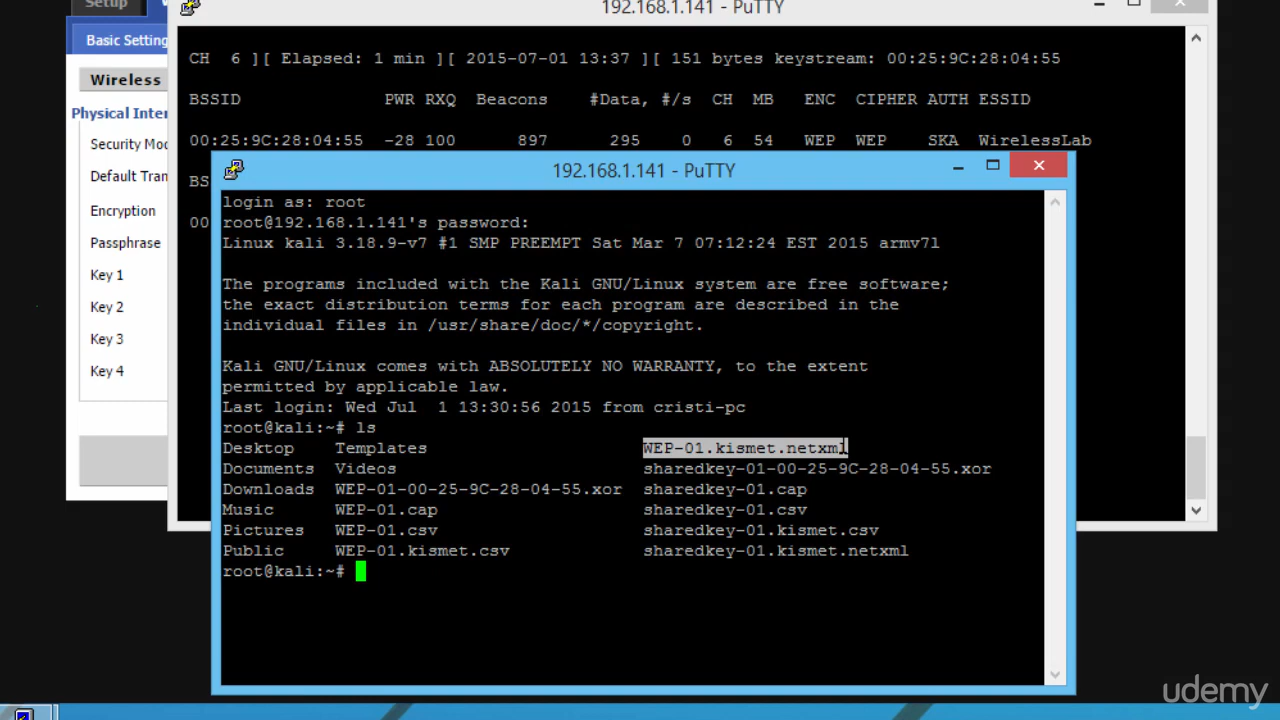 Setup
192.168.1.141 - PuTTY
Basic Setting
Wireless
Physical Inter
Security Mod
Default Tran
Encryption
Passphrase
Key 1
Key 2
Key 3
Key 4
CH 6 ][ Elapsed: 1 min ][ 2015-07-01 13:37 ][ 151 bytes keystream: 00:25:9C:28:04:55
BSSID PWR RXQ Beacons #Data, #/s CH MB ENC CIPHER AUTH ESSID
00:25:9C:28:04:55 -28 100 897 295 0 6 54 WEP WEP SKA WirelessLab
BS
00
192.168.1.141 - PuTTY
login as: root
root@192.168.1.141's password:
Linux kali 3.18.9-v7 #1 SMP PREEMPT Sat Mar 7 07:12:24 EST 2015 armv7l
The programs included with the Kali GNU/Linux system are free software;
the exact distribution terms for each program are described in the
individual files in /usr/share/doc/*/copyright.
Kali GNU/Linux comes with ABSOLUTELY NO WARRANTY, to the extent
permitted by applicable law.
Last login: Wed Jul 1 13:30:56 2015 from cristi-pc
root@kali:~# ls
Desktop Templates WEP-01.kismet.netxml
Documents Videos sharedkey-01-00-25-9C-28-04-55.xor
Downloads WEP-01-00-25-9C-28-04-55.xor sharedkey-01.cap
Music WEP-01.cap sharedkey-01.csv
Pictures WEP-01.csv sharedkey-01.kismet.csv
Public WEP-01.kismet.csv sharedkey-01.kismet.netxml
root@kali:~#
udemy